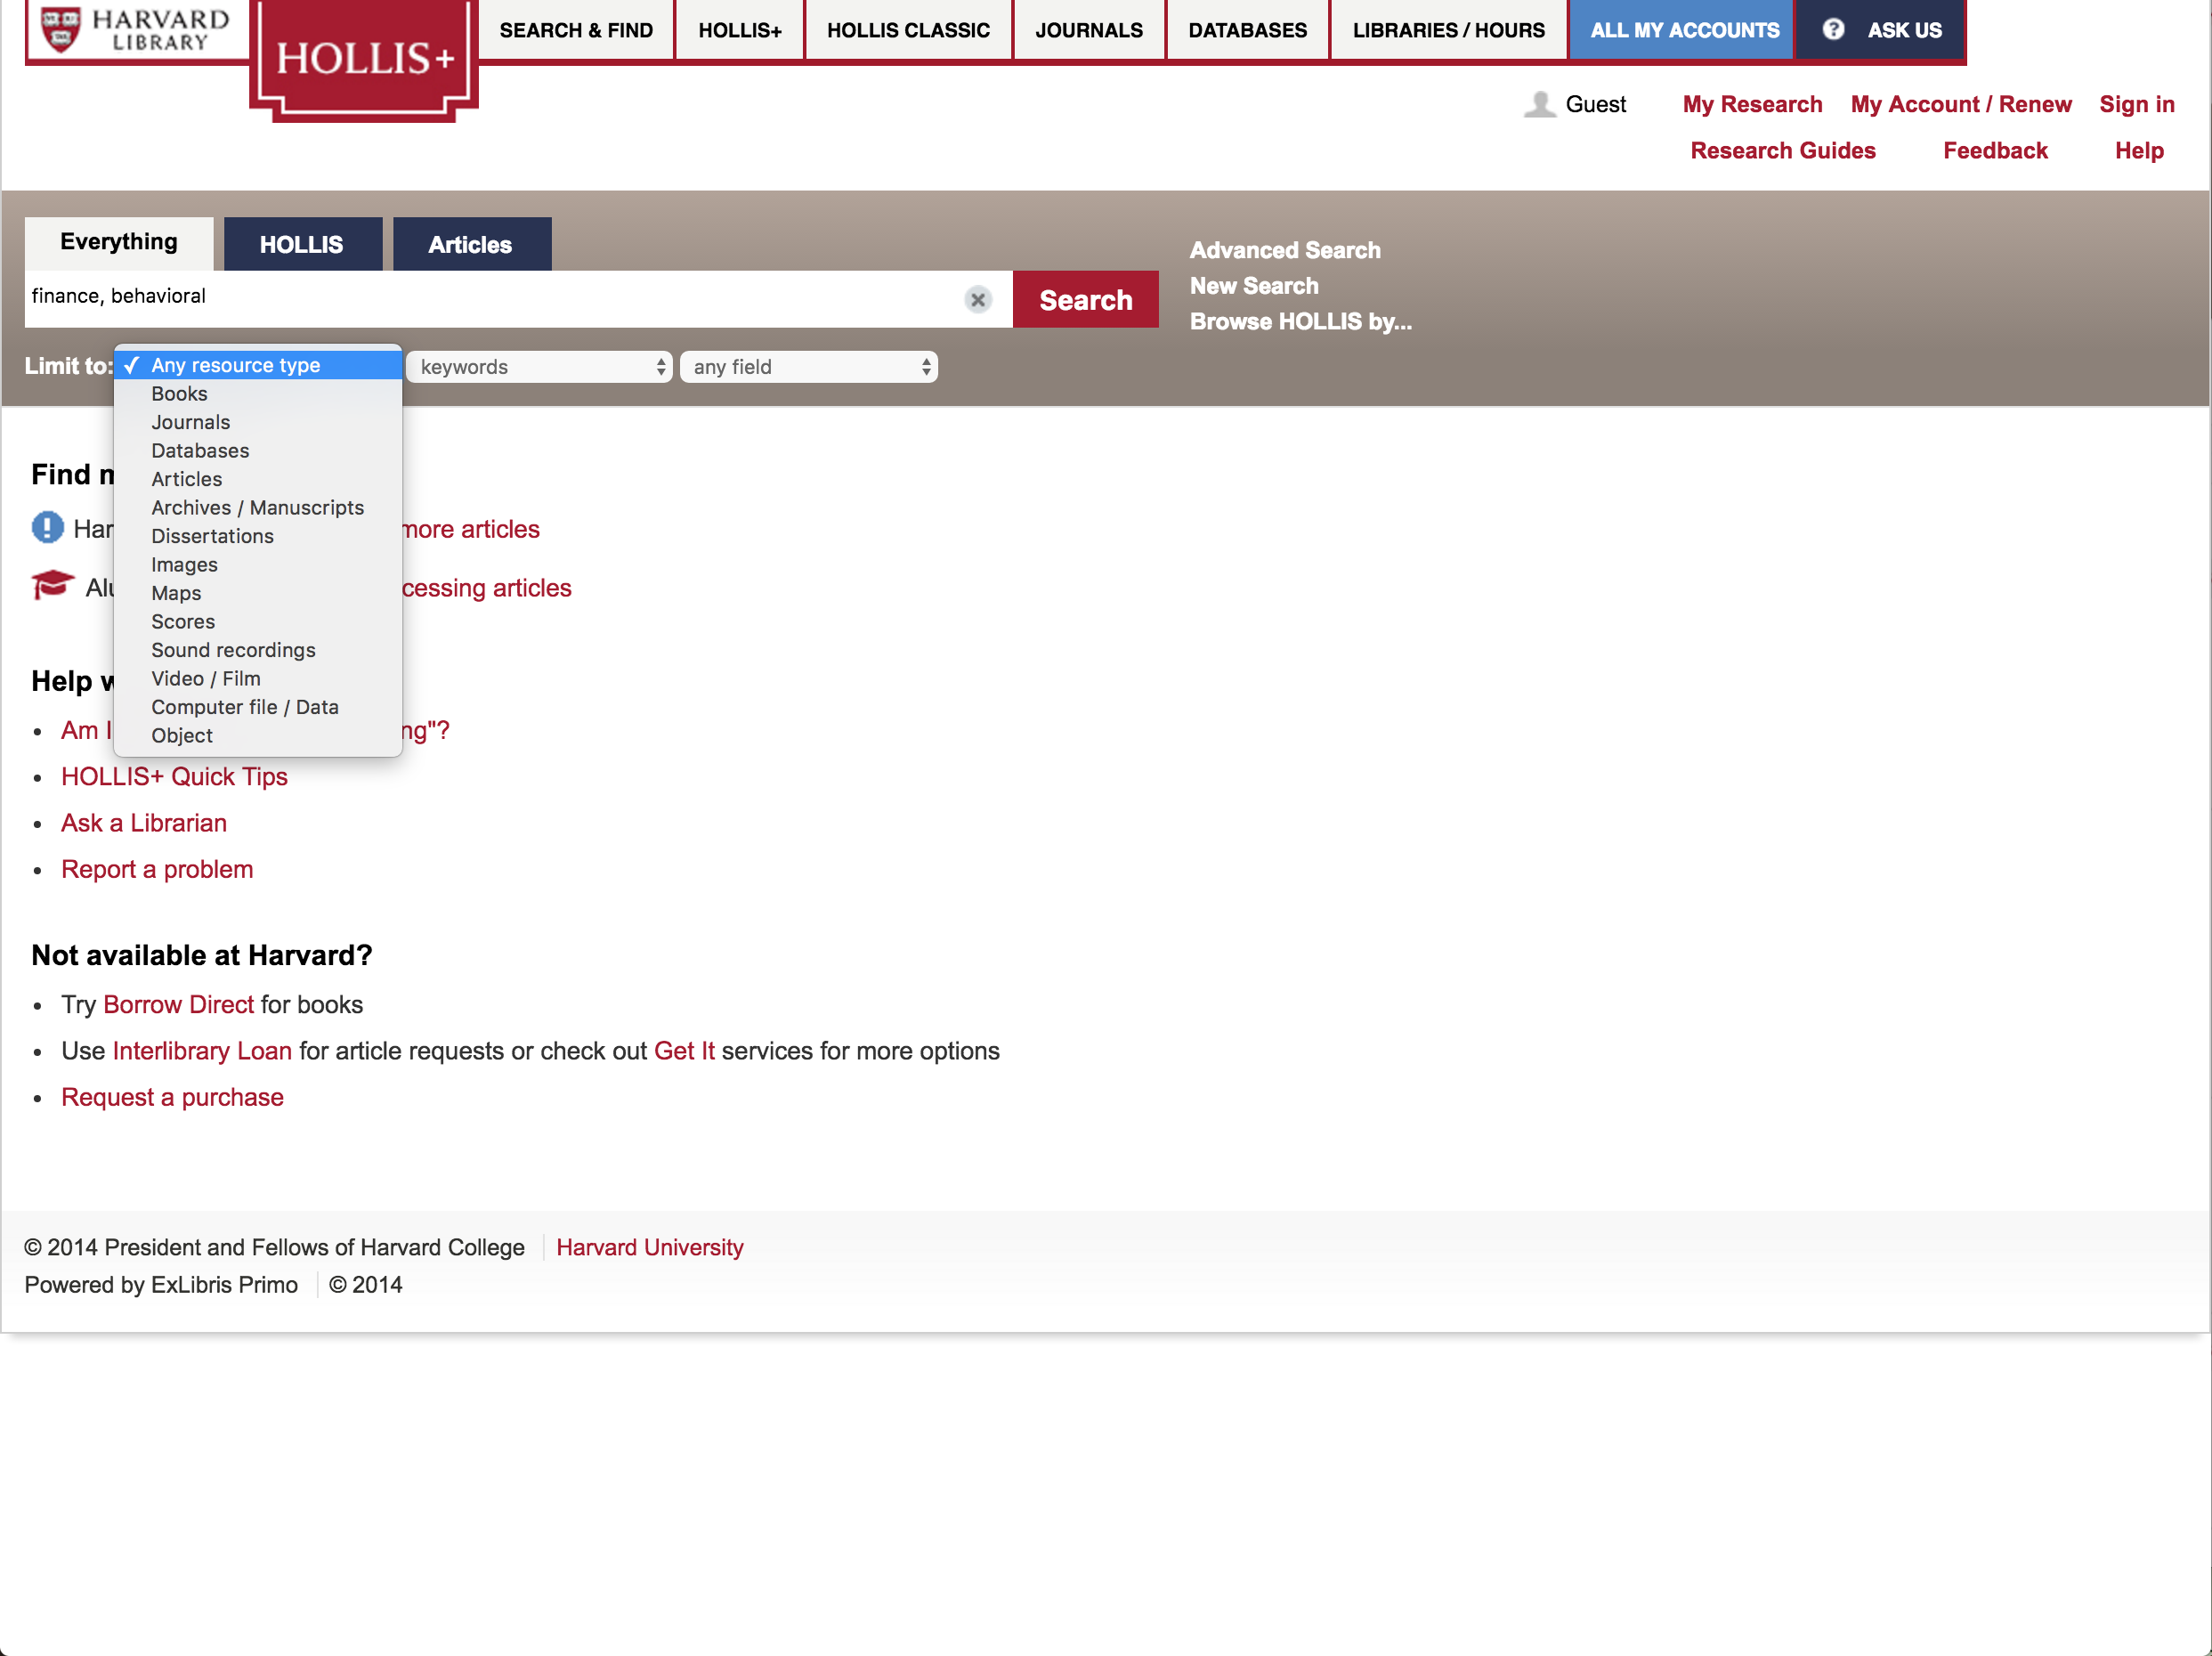 HARVARD
LIBRARY
HOLLIS+
SEARCH & FIND
HOLLIS+
HOLLIS CLASSIC
JOURNALS
DATABASES
LIBRARIES / HOURS
ALL MY ACCOUNTS
? ASK US
Guest
My Research
My Account / Renew
Sign in
Research Guides
Feedback
Help
Everything
HOLLIS
Articles
finance, behavioral
Search
Advanced Search
New Search
Browse HOLLIS by...
Limit to:
✓ Any resource type
keywords
any field
Books
Journals
Databases
Articles
Archives / Manuscripts
Dissertations
Images
Maps
Scores
Sound recordings
Video / Film
Computer file / Data
Object
Find
more articles
cessing articles
Help
Am I ng"?
• HOLLIS+ Quick Tips
• Ask a Librarian
• Report a problem
Not available at Harvard?
• Try Borrow Direct for books
• Use Interlibrary Loan for article requests or check out Get It services for more options
• Request a purchase
© 2014 President and Fellows of Harvard College | Harvard University
Powered by ExLibris Primo | © 2014